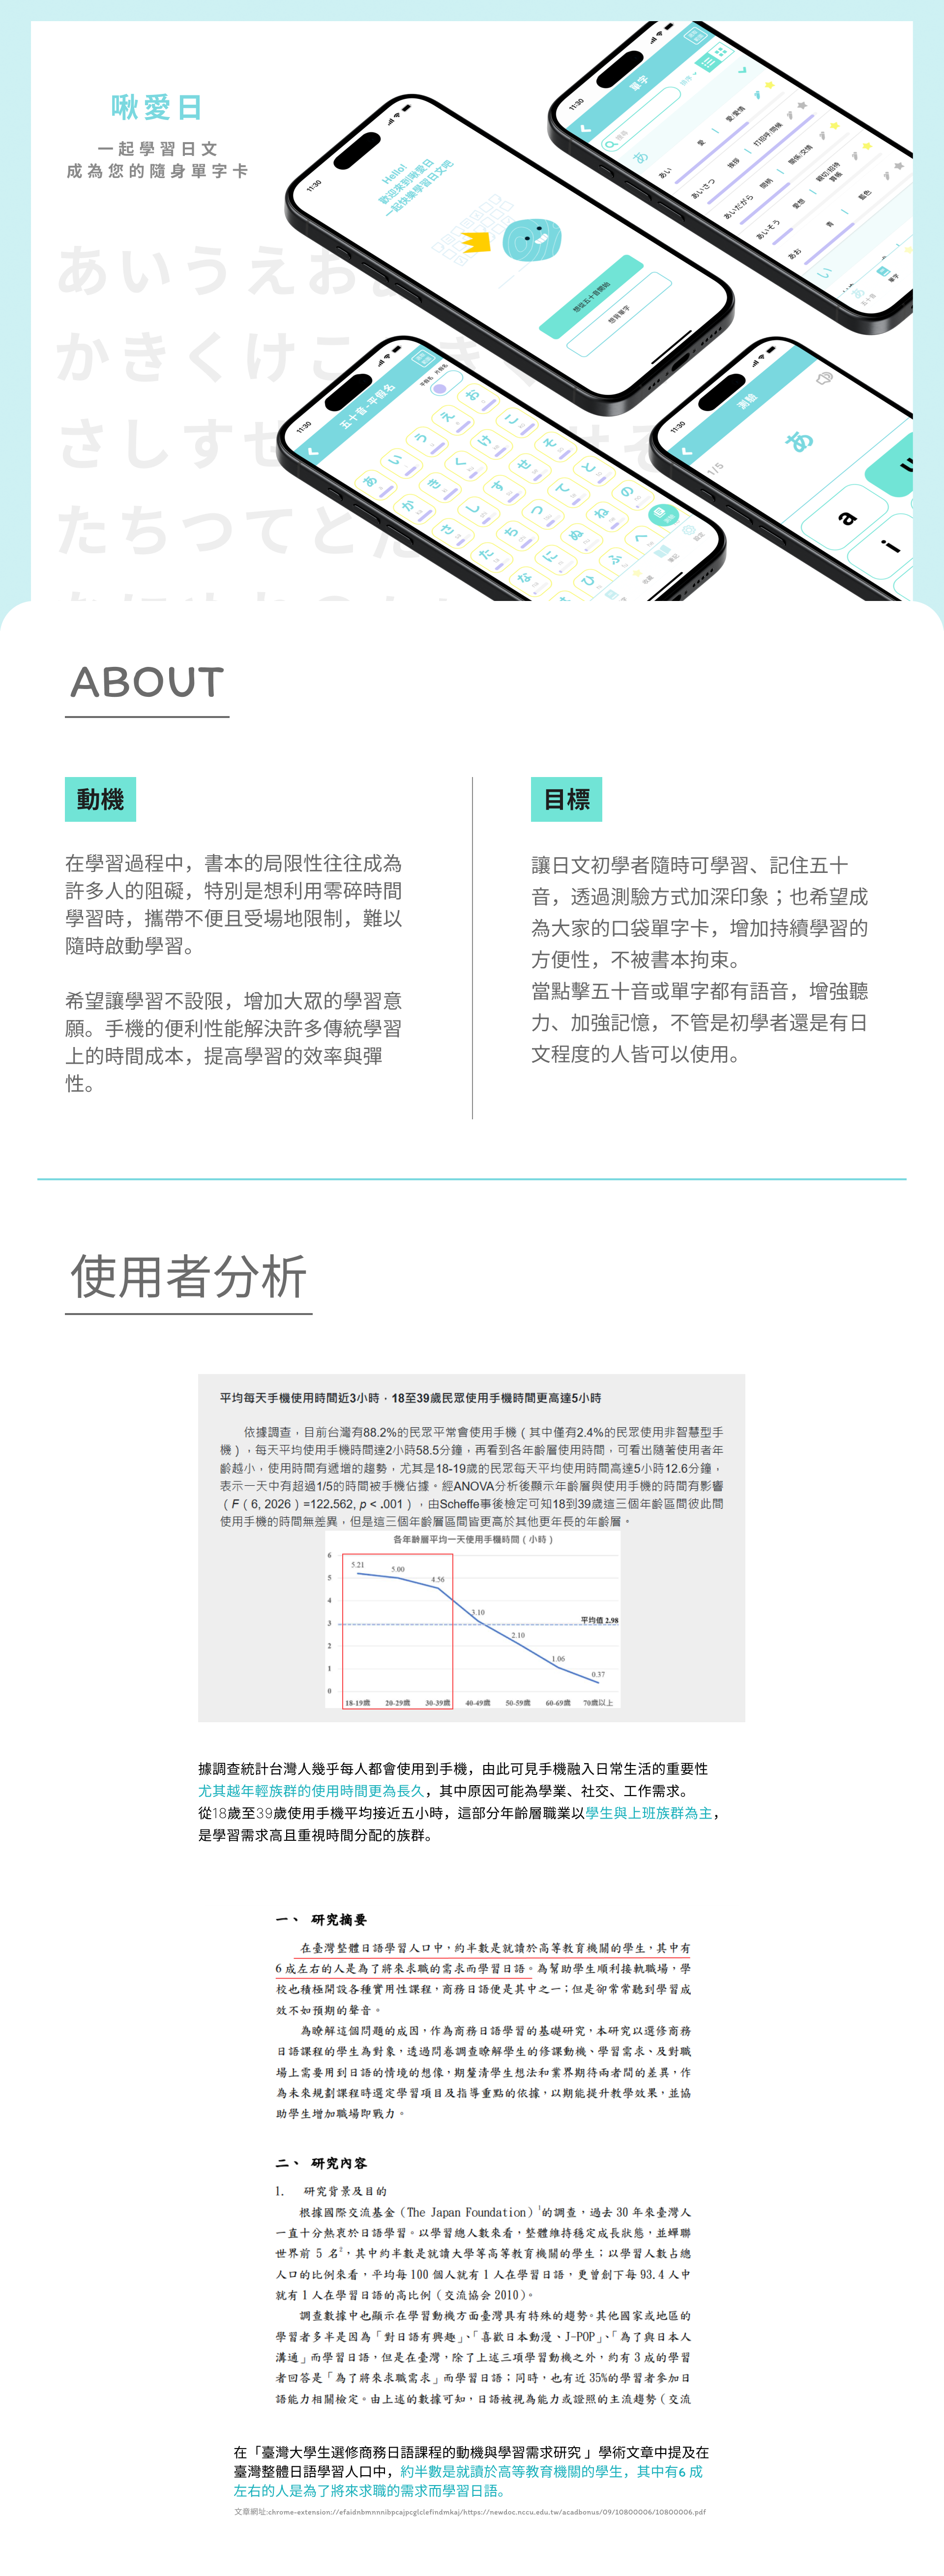 啾愛日
一起學習日文
成為您的隨身單字卡
あいうえお
かきくけこ
さしすせ
たちつてと
11:30
Hello!
歡迎來到啾愛日
一起快樂學習日文吧
想從五十音開始
想背單字
11:30
單字
搜尋
排序
あ
あい
愛
愛;愛情
あいさつ
挨拶
打招呼;問候
あいだがら
間柄
關係;交情
あいそう
愛想
親切;招待
賞帳
あお
青
藍色
い
五十音
單字
11:30
五十音-平假名
平假名
片假名
あ い う え お
か き く け こ
さ し す せ そ
た ち つ て と
な に ぬ ね の
ひ ふ へ
11:30
測驗
1/5
あ
a
i
u
ABOUT
動機
在學習過程中，書本的局限性往往成為
許多人的阻礙，特別是想利用零碎時間
學習時，攜帶不便且受場地限制，難以
隨時啟動學習。
希望讓學習不設限，增加大眾的學習意
願。手機的便利性能解決許多傳統學習
上的時間成本，提高學習的效率與彈
性。
目標
讓日文初學者隨時可學習、記住五十
音，透過測驗方式加深印象；也希望成
為大家的口袋單字卡，增加持續學習的
方便性，不被書本拘束。
當點擊五十音或單字都有語音，增強聽
力、加強記憶，不管是初學者還是有日
文程度的人皆可以使用。
使用者分析
平均每天手機使用時間近3小時，18至39歲民眾使用手機時間更高達5小時
依據調查，目前台灣有88.2%的民眾平常會使用手機（其中僅有2.4%的民眾使用非智慧型手
機），每天平均使用手機時間達2小時58.5分鐘，再看到各年齡層使用時間，可看出隨著使用者年
齡越小，使用時間有遞增的趨勢，尤其是18-19歲的民眾每天平均使用時間高達5小時12.6分鐘，
表示一天中有超過1/5的時間被手機佔據。經ANOVA分析後顯示年齡層與使用手機的時間有影響
（F（6, 2026）=122.562, p < .001），由Scheffe事後檢定可知18到39歲這三個年齡區間彼此間
使用手機的時間無差異，但是這三個年齡層區間皆更高於其他更年長的年齡層。
各年齡層平均一天使用手機時間（小時）
6
5
4
3
2
1
0
5.21
5.00
4.56
3.10
2.10
1.06
0.37
平均值 2.98
18-19歲 20-29歲 30-39歲 40-49歲 50-59歲 60-69歲 70歲以上
據調查統計台灣人幾乎每人都會使用到手機，由此可見手機融入日常生活的重要性
尤其越年輕族群的使用時間更為長久，其中原因可能為學業、社交、工作需求。
從18歲至39歲使用手機平均接近五小時，這部分年齡層職業以學生與上班族群為主，
是學習需求高且重視時間分配的族群。
一、 研究摘要
在臺灣整體日語學習人口中，約半數是就讀於高等教育機關的學生，其中有
6 成左右的人是為了將來求職的需求而學習日語。為幫助學生順利接軌職場，學
校也積極開設各種實用性課程，商務日語便是其中之一；但是卻常常聽到學習成
效不如預期的聲音。
為瞭解這個問題的成因，作為商務日語學習的基礎研究，本研究以選修商務
日語課程的學生為對象，透過問卷調查瞭解學生的修課動機、學習需求、及對職
場上需要用到日語的情境的想像，期釐清學生想法和業界期待兩者間的差異，作
為未來規劃課程時選定學習項目及指導重點的依據，以期能提升教學效果，並協
助學生增加職場即戰力。
二、 研究內容
1. 研究背景及目的
根據國際交流基金（The Japan Foundation）1的調查，過去 30 年來臺灣人
一直十分熱衷於日語學習。以學習總人數來看，整體維持穩定成長狀態，並蟬聯
世界前 5 名2，其中約半數是就讀大學等高等教育機關的學生；以學習人數占總
人口的比例來看，平均每 100 個人就有 1 人在學習日語，更曾創下每 93.4 人中
就有 1 人在學習日語的高比例（交流協会 2010）。
調查數據中也顯示在學習動機方面臺灣具有特殊的趨勢。其他國家或地區的
學習者多半是因為「對日語有興趣」、「喜歡日本動漫、J-POP」、「為了與日本人
溝通」而學習日語，但是在臺灣，除了上述三項學習動機之外，約有 3 成的學習
者回答是「為了將來求職需求」而學習日語；同時，也有近 35%的學習者參加日
語能力相關檢定。由上述的數據可知，日語被視為能力或證照的主流趨勢（交流
在「臺灣大學生選修商務日語課程的動機與學習需求研究 」學術文章中提及在
臺灣整體日語學習人口中，約半數是就讀於高等教育機關的學生，其中有6 成
左右的人是為了將來求職的需求而學習日語。
文章網址:chrome-extension://efaidnbmnnnibpcajpcglclefindmkaj/https://newdoc.nccu.edu.tw/acadbonus/09/10800006/10800006.pdf